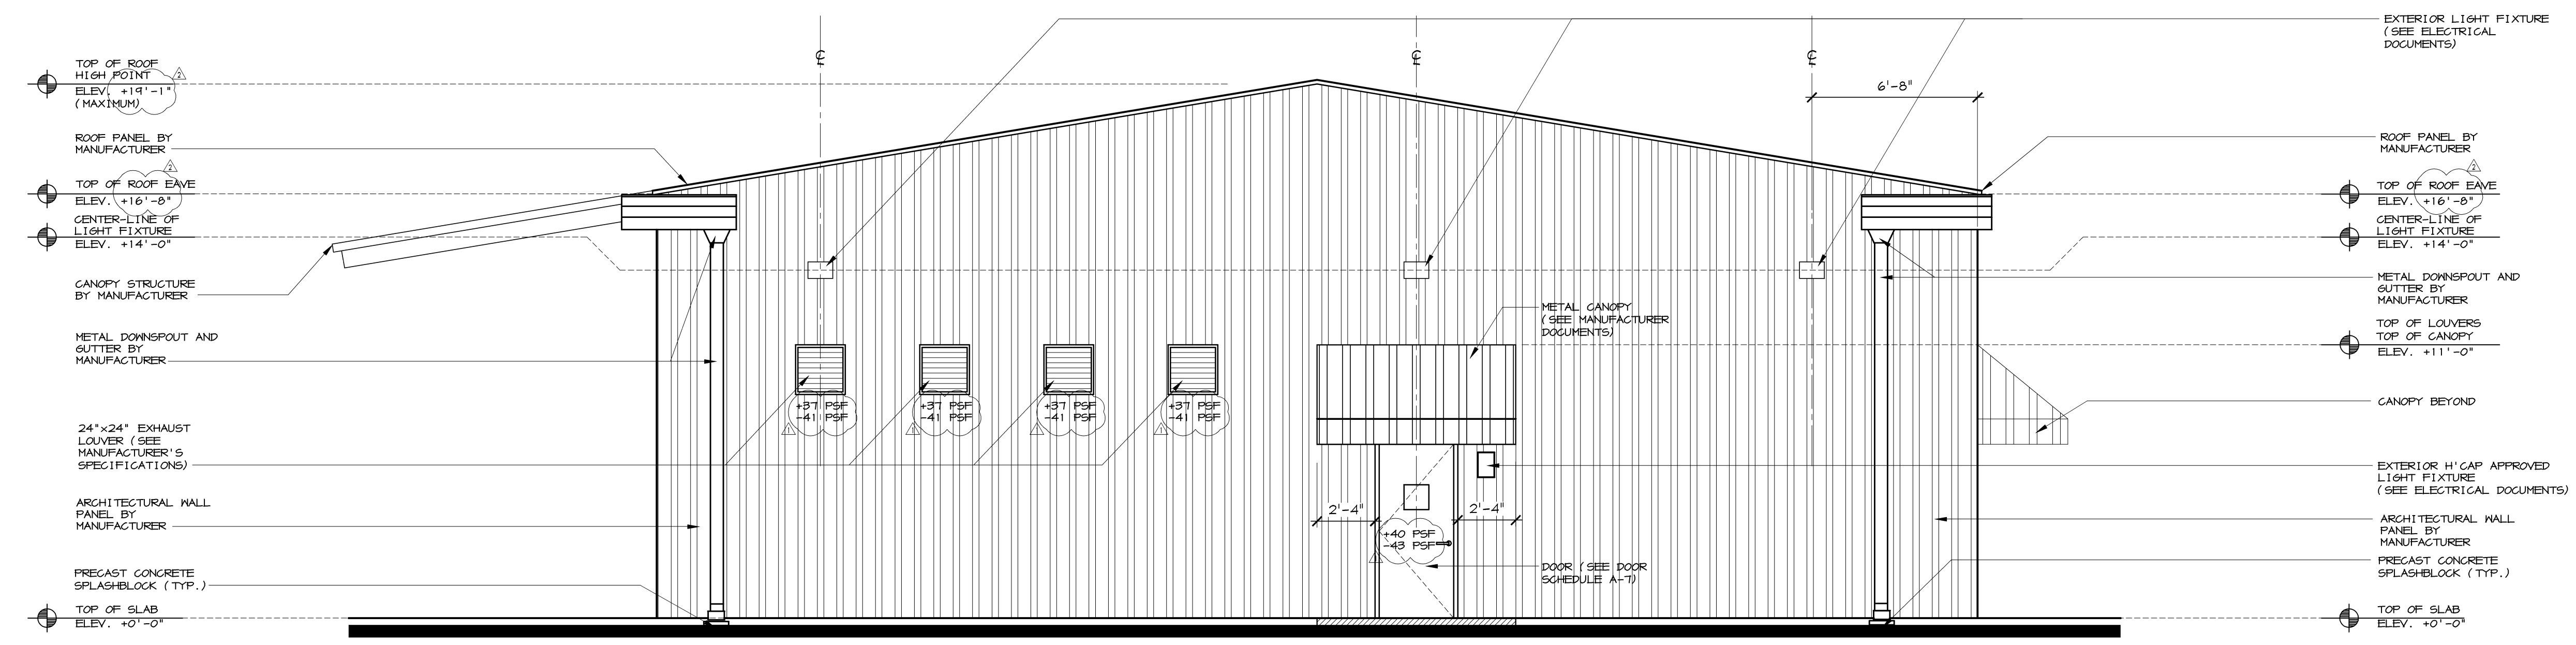 EXTERIOR LIGHT FIXTURE
(SEE ELECTRICAL
DOCUMENTS)
TOP OF ROOF
HIGH POINT
2
ELEV. +19'-1"
(MAXIMUM)
℄
℄
℄
6'-8"
ROOF PANEL BY
MANUFACTURER
2
TOP OF ROOF EAVE
ELEV. +16'-8"
CENTER-LINE OF
LIGHT FIXTURE
ELEV. +14'-0"
CANOPY STRUCTURE
BY MANUFACTURER
METAL DOWNSPOUT AND
GUTTER BY
MANUFACTURER
24"x24" EXHAUST
LOUVER (SEE
MANUFACTURER'S
SPECIFICATIONS)
ARCHITECTURAL WALL
PANEL BY
MANUFACTURER
PRECAST CONCRETE
SPLASHBLOCK (TYP.)
TOP OF SLAB
ELEV. +0'-0"
+37 PSF
-41 PSF
1
+37 PSF
-41 PSF
1
+37 PSF
-41 PSF
1
+37 PSF
-41 PSF
1
METAL CANOPY
(SEE MANUFACTURER
DOCUMENTS)
2'-4"
2'-4"
+40 PSF
-43 PSF
1
DOOR (SEE DOOR
SCHEDULE A-7)
ROOF PANEL BY
MANUFACTURER
2
TOP OF ROOF EAVE
ELEV. +16'-8"
CENTER-LINE OF
LIGHT FIXTURE
ELEV. +14'-0"
METAL DOWNSPOUT AND
GUTTER BY
MANUFACTURER
TOP OF LOUVERS
TOP OF CANOPY
ELEV. +11'-0"
CANOPY BEYOND
EXTERIOR H'CAP APPROVED
LIGHT FIXTURE
(SEE ELECTRICAL DOCUMENTS)
ARCHITECTURAL WALL
PANEL BY
MANUFACTURER
PRECAST CONCRETE
SPLASHBLOCK (TYP.)
TOP OF SLAB
ELEV. +0'-0"